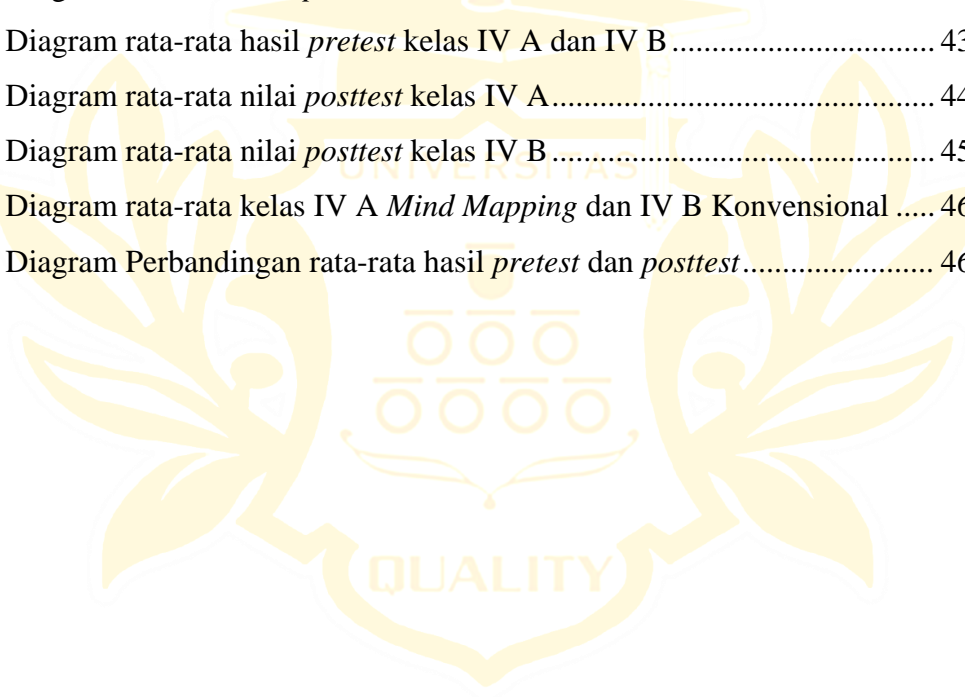 Diagram rata-rata hasil pretest kelas IV A dan IV B ................................ 43
Diagram rata-rata nilai posttest kelas IV A ............................................... 44
Diagram rata-rata nilai posttest kelas IV B ............................................... 45
UNIVERSITAS
Diagram rata-rata kelas IV A Mind Mapping dan IV B Konvensional ..... 46
Diagram Perbandingan rata-rata hasil pretest dan posttest ....................... 46
QUALITY